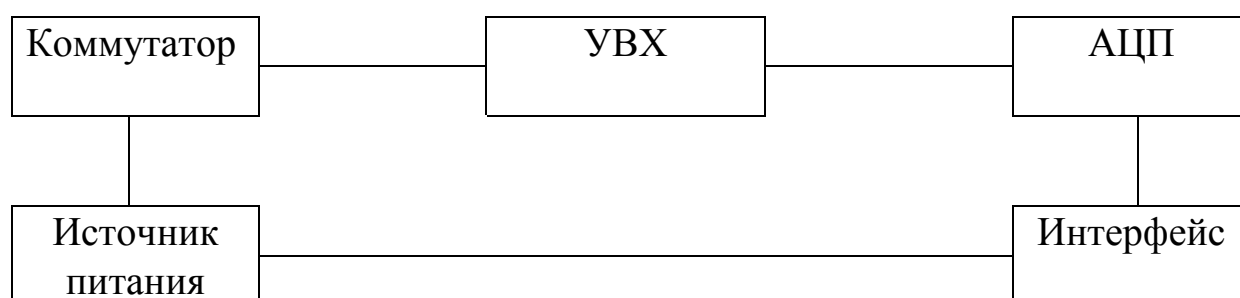 Коммутатор
УВХ
АЦП
Источник
питания
Интерфейс